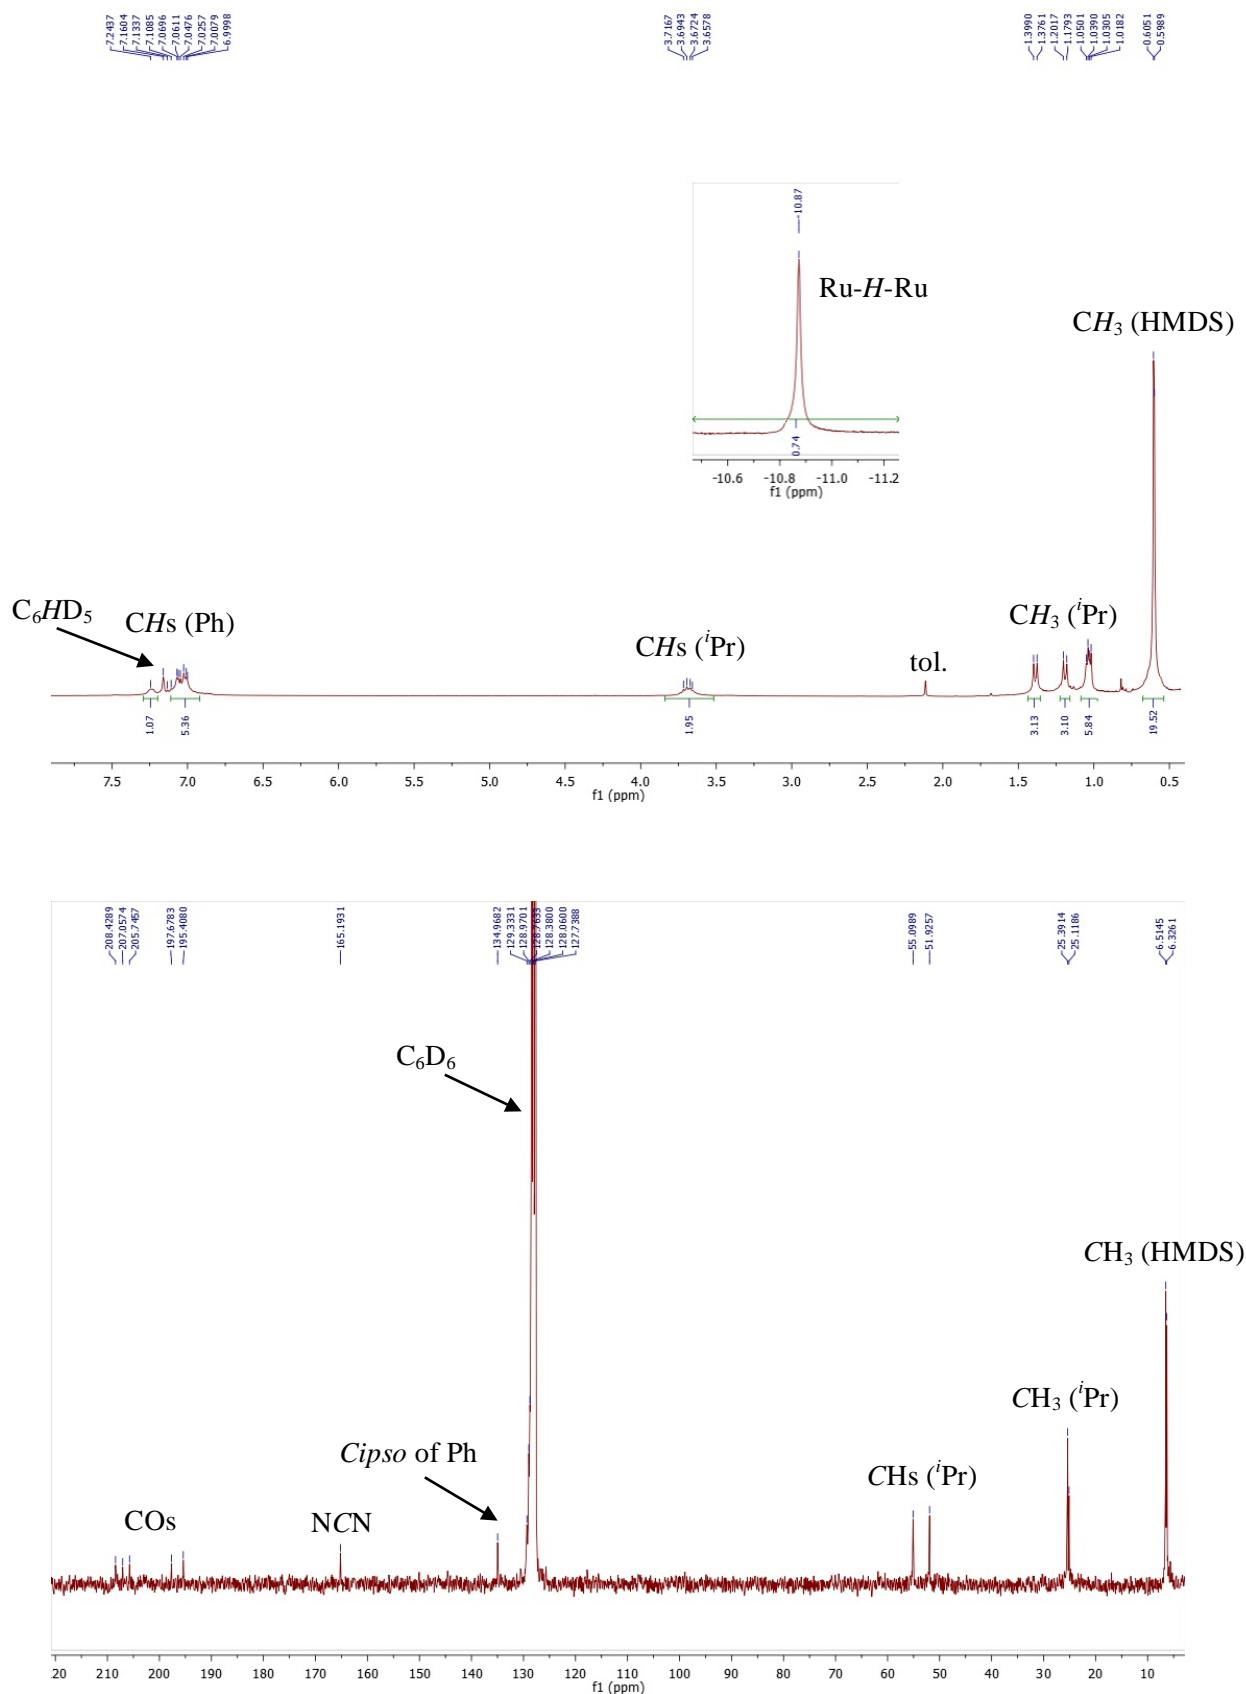 7.2437
7.1604
7.1337
7.1085
7.0696
7.0611
7.0476
7.0257
7.0079
6.9998
3.7167
3.6943
3.6724
3.6578
1.3990
1.3761
1.2017
1.1793
1.0501
1.0390
1.0305
1.0182
0.6051
0.5989
-10.87
Ru-H-Ru
0.74
-10.6 -10.8 -11.0 -11.2
f1 (ppm)
CH3 (HMDS)
C6HD5
CHs (Ph)
CHs (iPr)
tol.
CH3 (iPr)
1.07
5.36
1.95
3.13
3.10
5.84
19.52
7.5 7.0 6.5 6.0 5.5 5.0 4.5 4.0 3.5 3.0 2.5 2.0 1.5 1.0 0.5
f1 (ppm)
208.4289
207.0574
205.7457
197.6783
195.4080
165.1931
134.9682
129.3331
128.9701
128.3800
128.0600
127.7388
55.0989
51.9257
25.3914
25.1186
6.5145
6.3261
C6D6
CH3 (HMDS)
CH3 (iPr)
Cipso of Ph
CHs (iPr)
COs
NCN
20 200 190 180 170 160 150 140 130 120 110 100 90 80 70 60 50 40 30 20 10
f1 (ppm)